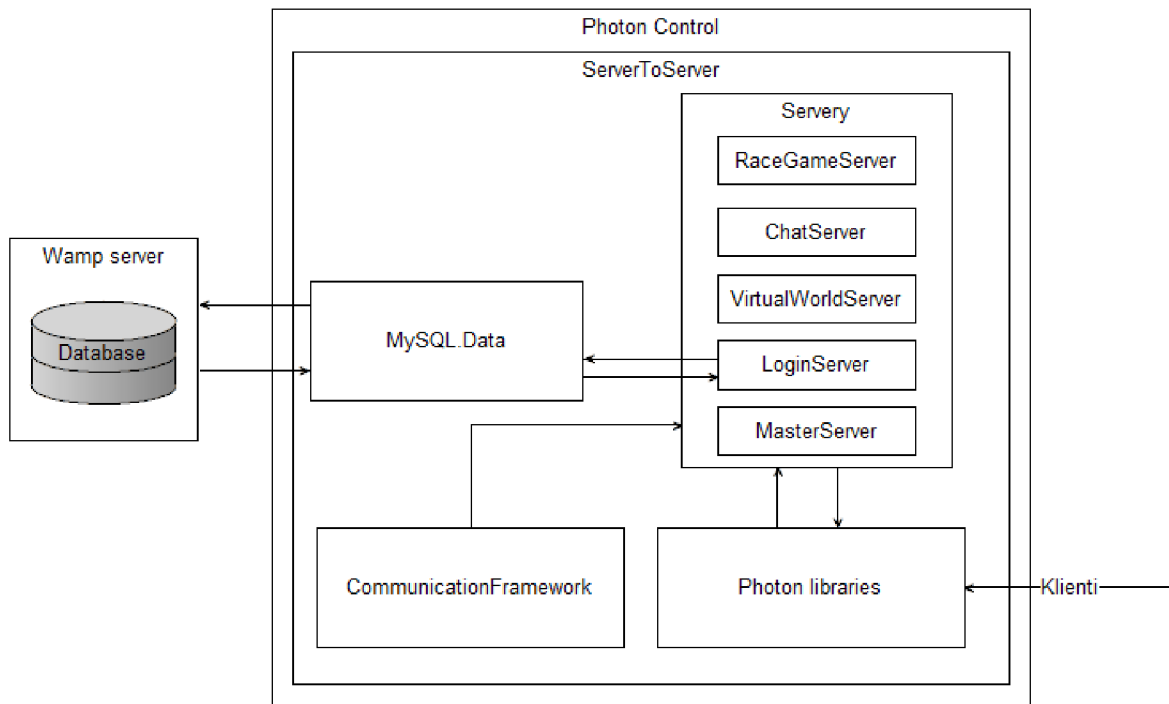 Photon Control
ServerToServer
Servery
RaceGameServer
ChatServer
VirtualWorldServer
LoginServer
MasterServer
Wamp server
Database
MySQL.Data
CommunicationFramework
Photon libraries
Klienti